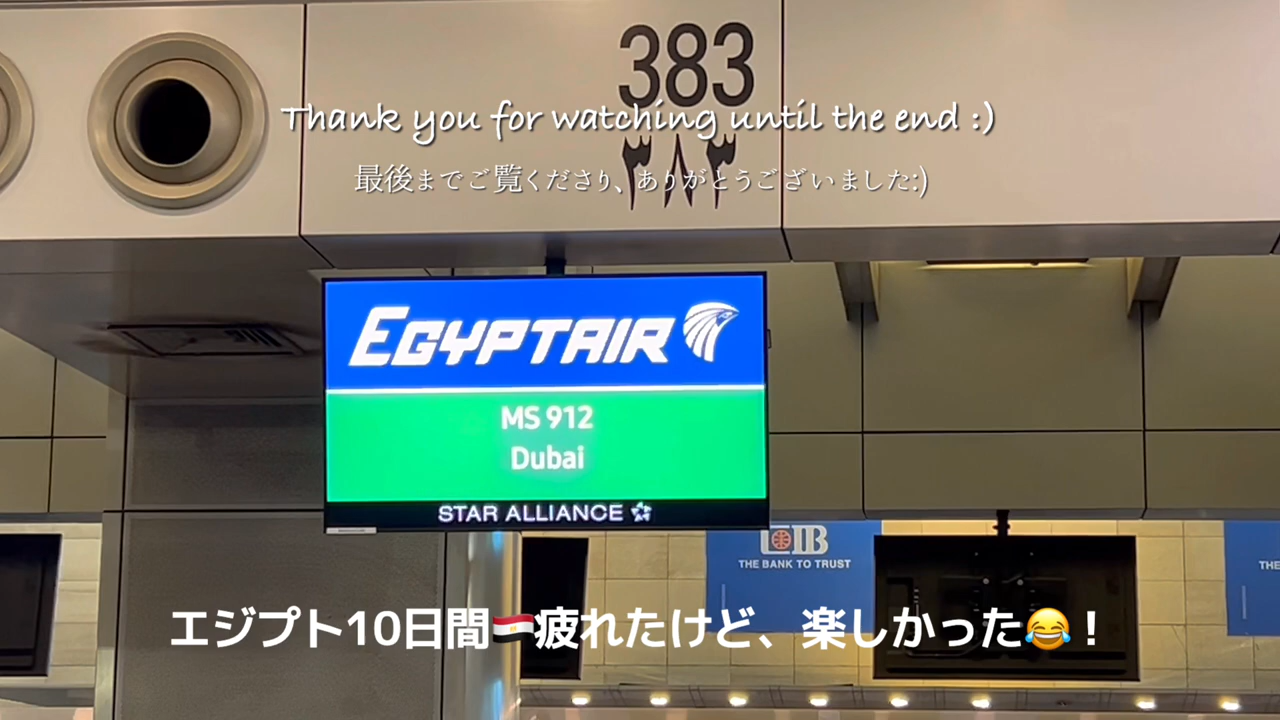 383
Thank you for watching until the end :)
٣٨٣
最後までご覧くださり、ありがとうございました:)
EGYPTAIR
MS 912
Dubai
STAR ALLIANCE
CIB
THE BANK TO TRUST
THE
エジプト10日間🇪🇬疲れたけど、楽しかった😂！